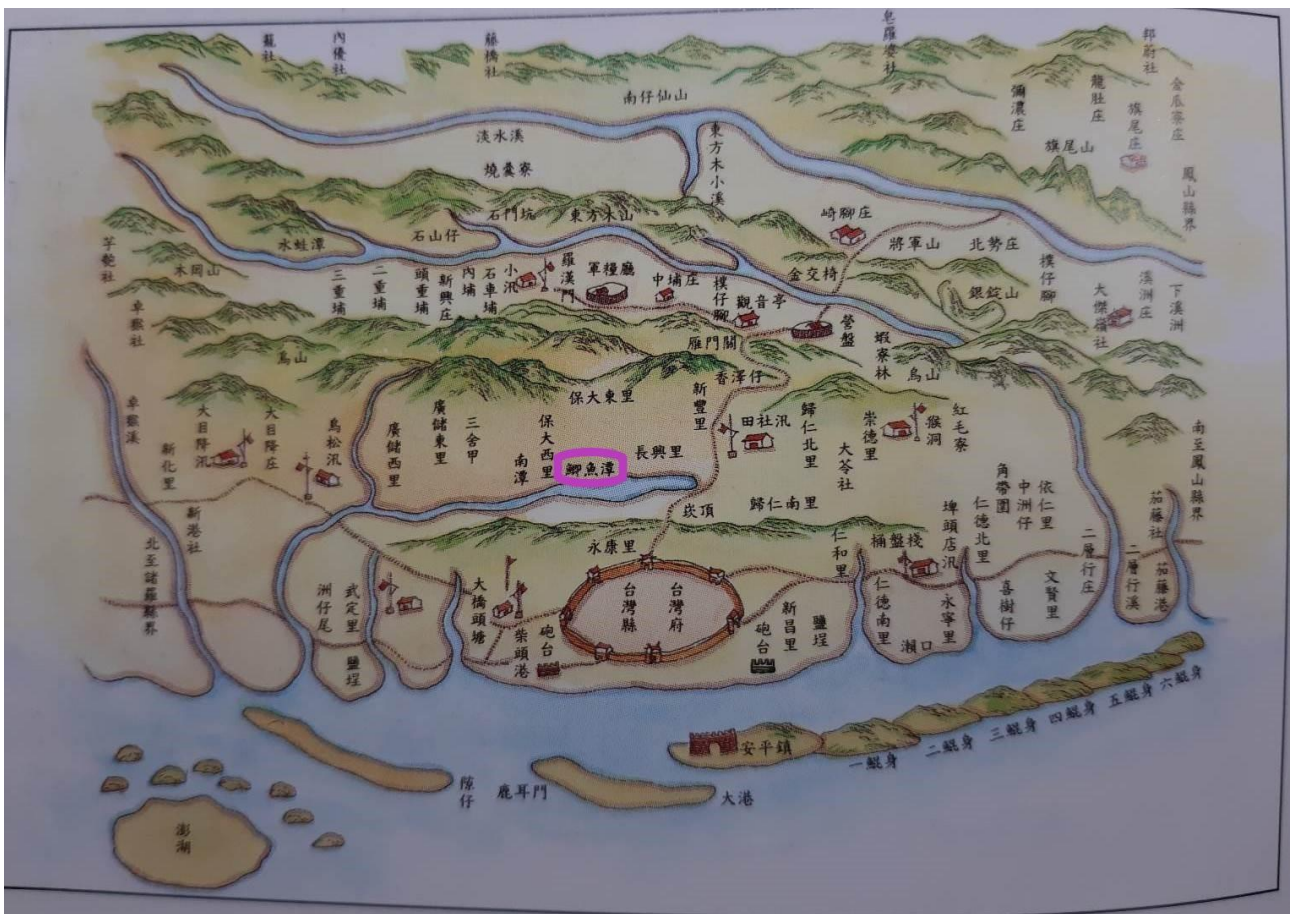 蘢社
內優社
藤橋社
皂羅婆社
邦蔚社
金瓜寮庄
龍肚庄
旗尾庄
彌濃庄
南仔仙山
淡水溪
東方木小溪
旗尾山
鳳山縣界
燒羹寮
石門坑
東方木山
崎腳庄
水蛙潭
石山仔
將軍山
北勢庄
芋匏社
木岡山
三重埔
二重埔
頭重埔
新興庄
內埔
石車埔
小汛
羅漢門
軍糧廳
中埔庄
樸仔腳
觀音亭
金交椅
銀錠山
樸仔腳
大傑嶺社
溪洲庄
下溪洲
卓猴社
烏山
雁門關
營盤
蝦寮林
烏山
香澤仔
卓猴溪
新化里
大目降汛
大目降庄
烏松汛
廣儲西里
廣儲東里
三舍甲
保大東里
保大西里
南潭
鯽魚潭
長興里
新豐里
田社汛
歸仁北里
大苓社
崇德里
猴洞
紅毛寮
南至鳳山縣界
新港社
崁頂
歸仁南里
角帶圍
中洲仔
依仁里
茄藤社
北至諸羅縣界
洲仔尾
武定里
永康里
仁和里
桶盤棧
埤頭店汛
仁德北里
二層行庄
二層行溪
茄藤港
鹽埕
大橋頭塘
柴頭港
砲台
台灣縣
台灣府
砲台
新昌里
鹽埕
仁德南里
瀨口
永寧里
喜樹仔
文賢里
安平鎮
一鯤身
二鯤身
三鯤身
四鯤身
五鯤身
六鯤身
隙仔
鹿耳門
大港
澎湖